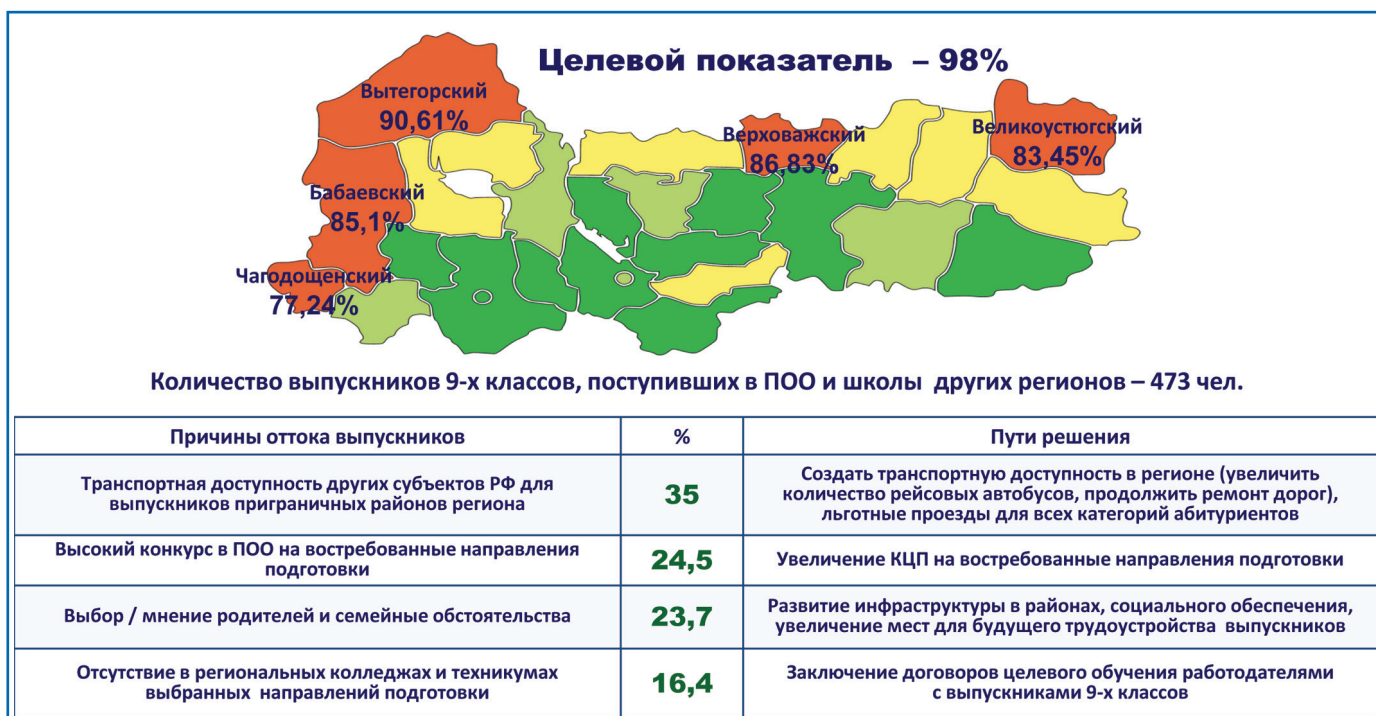 Целевой показатель – 98%
Вытегорский
90,61%
Верховажский
86,83%
Великоустюгский
83,45%
Бабаевский
85,1%
Чагодощенский
77,24%
Количество выпускников 9-х классов, поступивших в ПОО и школы других регионов – 473 чел.
Причины оттока выпускников
%
Пути решения
Транспортная доступность других субъектов РФ для
выпускников приграничных районов региона
35
Создать транспортную доступность в регионе (увеличить
количество рейсовых автобусов, продолжить ремонт дорог),
льготные проезды для всех категорий абитуриентов
Высокий конкурс в ПОО на востребованные направления
подготовки
24,5
Увеличение КЦП на востребованные направления подготовки
Выбор / мнение родителей и семейные обстоятельства
23,7
Развитие инфраструктуры в районах, социального обеспечения,
увеличение мест для будущего трудоустройства выпускников
Отсутствие в региональных колледжах и техникумах
выбранных направлений подготовки
16,4
Заключение договоров целевого обучения работодателями
с выпускниками 9-х классов